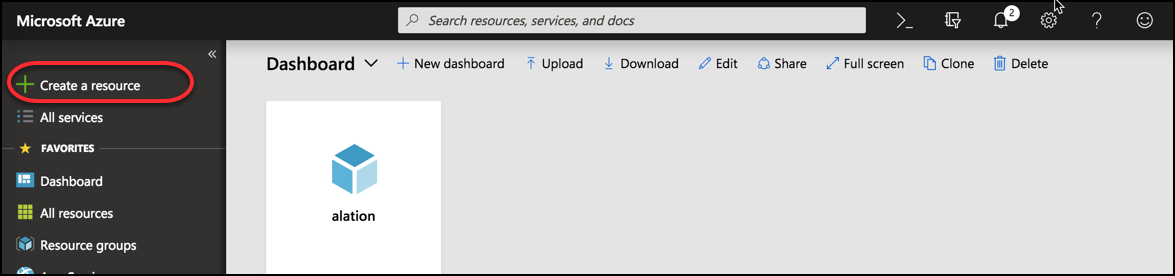 Microsoft Azure
Search resources, services, and docs
2
Create a resource
All services
FAVORITES
Dashboard
All resources
Resource groups
Dashboard
New dashboard
Upload
Download
Edit
Share
Full screen
Clone
Delete
alation